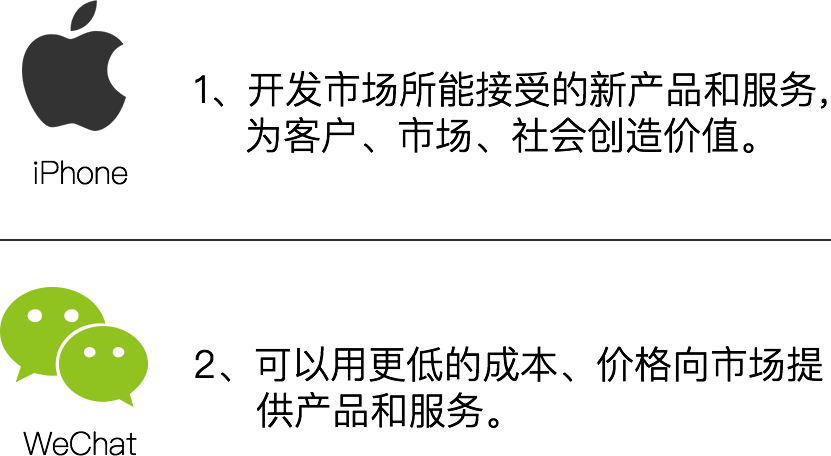 1、开发市场所能接受的新产品和服务,
为客户、市场、社会创造价值。
iPhone
2、可以用更低的成本、价格向市场提
供产品和服务。
WeChat